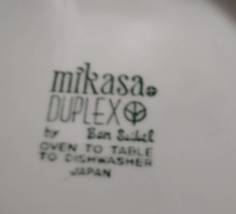 mikasa
DUPLEX
by Ben Seibel
OVEN TO TABLE
TO DISHWASHER
JAPAN